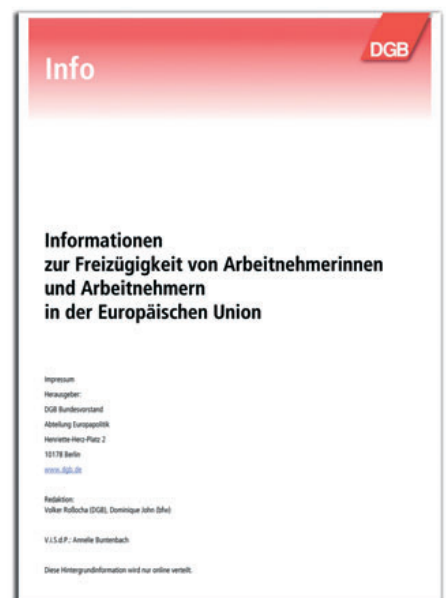 DGB
Info
Informationen
zur Freizügigkeit von Arbeitnehmerinnen
und Arbeitnehmern
in der Europäischen Union
Impressum
Herausgeber:
DGB Bundesvorstand
Abteilung Europapolitik
Henriette-Herz-Platz 2
10178 Berlin
www.dgb.de
Redaktion:
Volker Roßocha (DGB), Dominique John (bfw)
V.i.S.d.P.: Annelie Buntenbach
Diese Hintergrundinformation wird nur online verteilt.